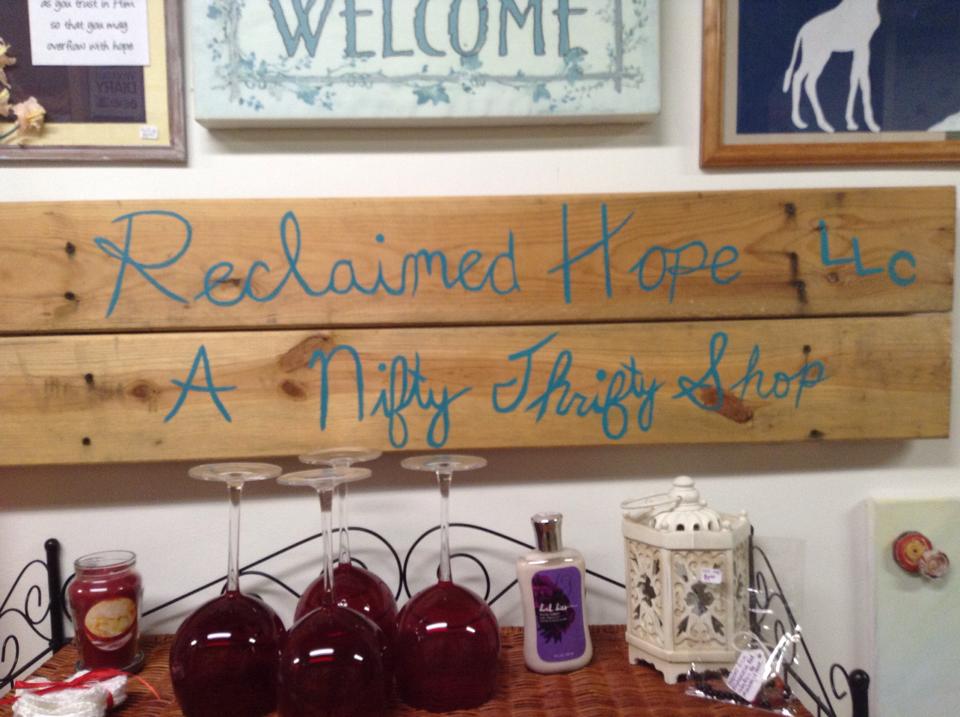 as you trust in Him
so that you may
overflow with hope
WELCOME
Reclaimed Hope LLC
A Nifty Thrifty Shop